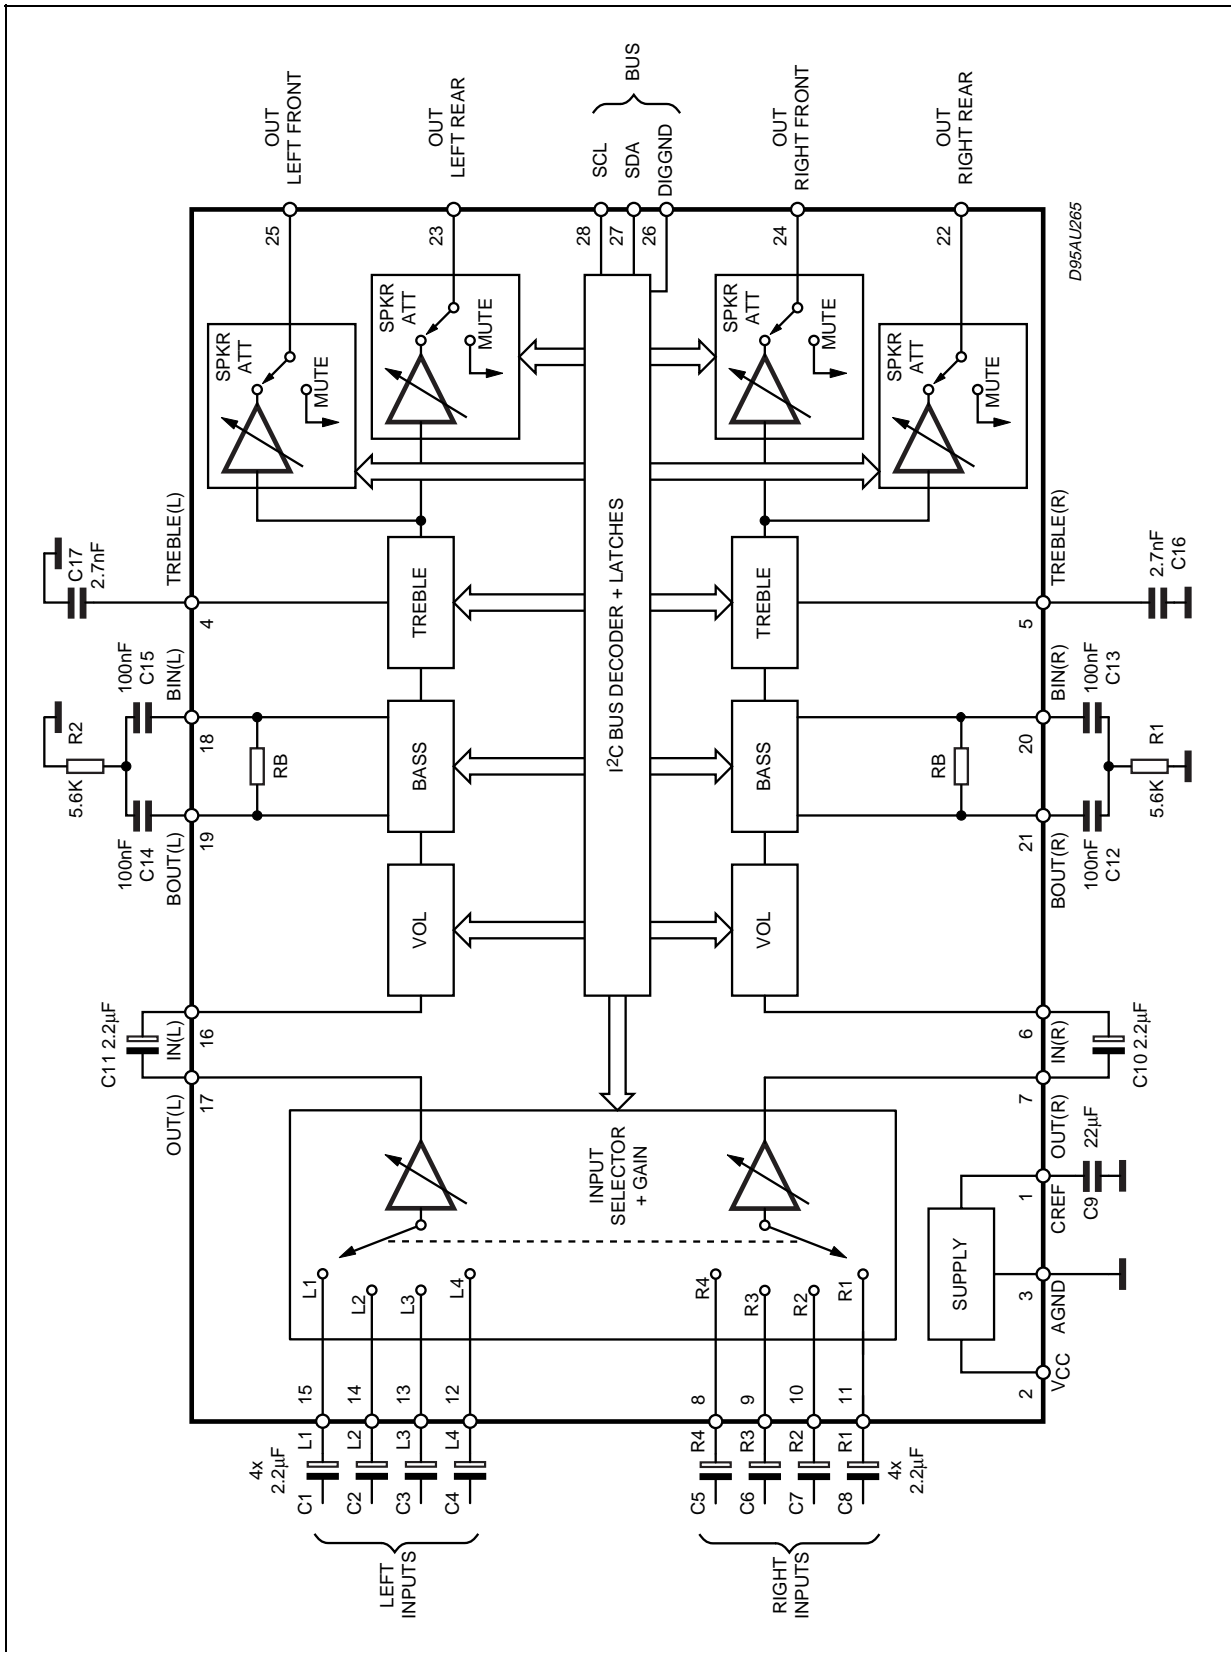 4x
2.2µF
LEFT
INPUTS
C1
C2
C3
C4
L1
L2
L3
L4
15
14
13
12
L1
L2
L3
L4
RIGHT
INPUTS
C5
C6
C7
C8
4x
2.2µF
R4
R3
R2
R1
8
9
10
11
R4
R3
R2
R1
INPUT
SELECTOR
+ GAIN
SUPPLY
2
VCC
3
AGND
1
CREF
C9
22µF
OUT(L)
17
C11 2.2µF
IN(L)
16
7
OUT(R)
6
IN(R)
C10 2.2µF
VOL
VOL
100nF
C14
BOUT(L)
19
5.6K
R2
100nF
C15
BIN(L)
18
RB
BASS
BASS
RB
21
BOUT(R)
100nF
C12
20
BIN(R)
100nF
C13
5.6K
R1
C17
2.7nF
TREBLE(L)
4
TREBLE
TREBLE
5
TREBLE(R)
2.7nF
C16
I²C BUS DECODER + LATCHES
SPKR
ATT
MUTE
SPKR
ATT
MUTE
SPKR
ATT
MUTE
SPKR
ATT
MUTE
25
OUT
LEFT FRONT
23
OUT
LEFT REAR
28
27
26
SCL
SDA
DIGGND
BUS
24
OUT
RIGHT FRONT
22
OUT
RIGHT REAR
D95AU265